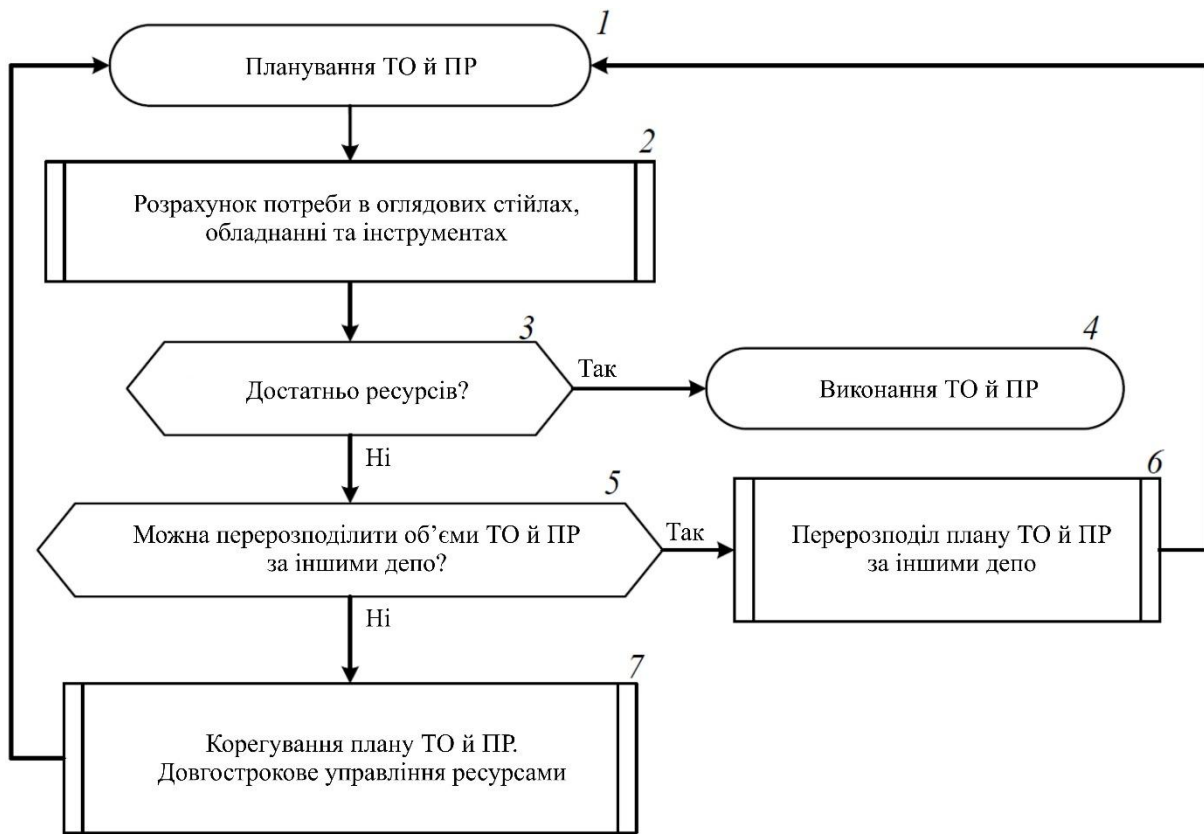 1
Планування ТО й ПР
2
Розрахунок потреби в оглядових стійлах,
обладнанні та інструментах
3
Достатньо ресурсів?
Так
4
Виконання ТО й ПР
Ні
5
Можна перерозподілити об’єми ТО й ПР
за іншими депо?
Так
6
Перерозподіл плану ТО й ПР
за іншими депо
Ні
7
Корегування плану ТО й ПР.
Довгострокове управління ресурсами